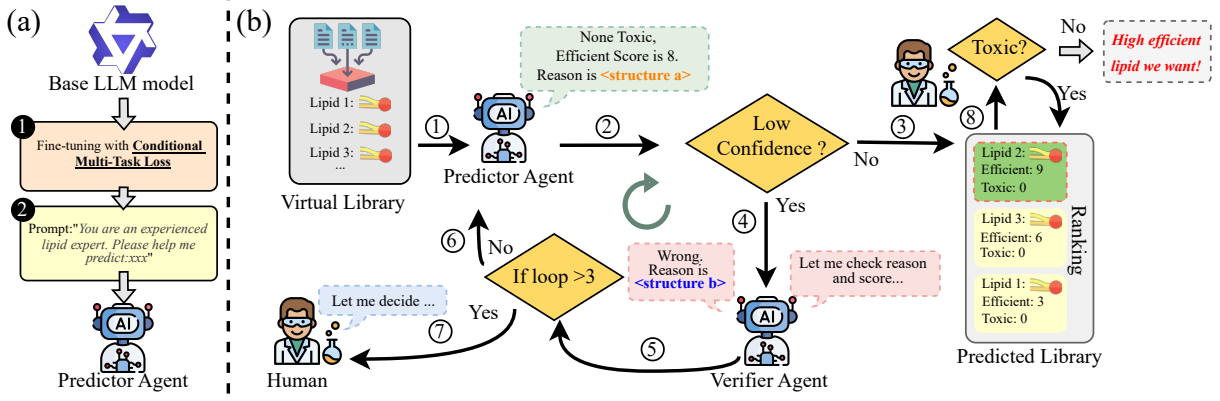 (a)
Base LLM model
1
Fine-tuning with Conditional
Multi-Task Loss
2
Prompt:"You are an experienced
lipid expert. Please help me
predict:xxx"
AI
Predictor Agent
(b)
Lipid 1:
Lipid 2:
Lipid 3:
...
Virtual Library
1
AI
Predictor Agent
None Toxic,
Efficient Score is 8.
Reason is <structure a>
2
Low
Confidence ?
No
3
Yes
4
Let me check reason
and score...
Wrong.
Reason is
<structure b>
AI
Verifier Agent
5
If loop >3
No
6
Yes
7
Let me decide ...
Human
Toxic?
No
High efficient
lipid we want!
Yes
8
Lipid 2:
Efficient: 9
Toxic: 0
Lipid 3:
Efficient: 6
Toxic: 0
Lipid 1:
Efficient: 3
Toxic: 0
Ranking
Predicted Library